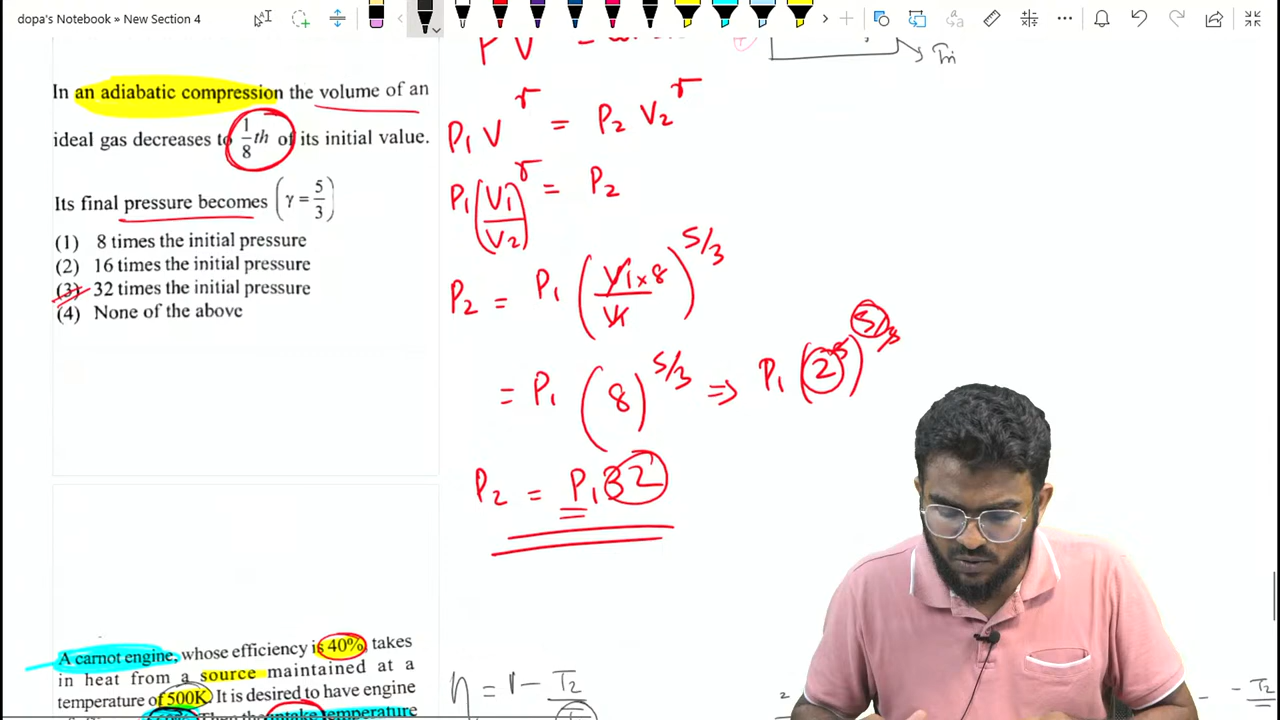 dopa's Notebook » New Section 4
In an adiabatic compression the volume of an
ideal gas decreases to 1/8 th of its initial value.
Its final pressure becomes (γ = 5/3)
(1) 8 times the initial pressure
(2) 16 times the initial pressure
(3) 32 times the initial pressure
(4) None of the above
P₁ V^γ = P₂ V₂^γ
P₁ (V₁/V₂)^γ = P₂
P₂ = P₁ (V₁×8/V₁)^5/3
= P₁ (8)^5/3 ⇒ P₁ (2³)^5/3
P₂ = P₁32
A carnot engine, whose efficiency is 40% takes
in heat from a source maintained at a
temperature of 500K. It is desired to have engine
intake temperature
η = 1 - T₂
- T₂